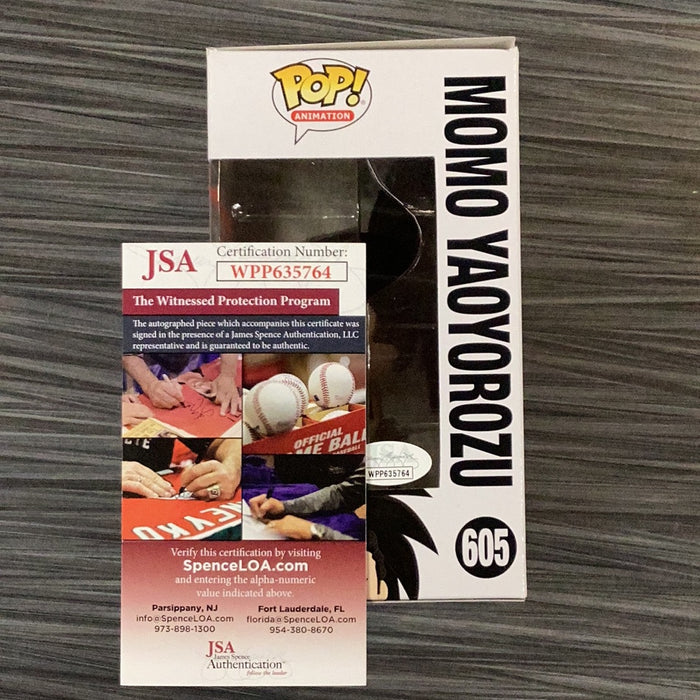 POP!
ANIMATION
MOMO YAOYOROZU
605
JSA
Certification Number:
WPP635764
The Witnessed Protection Program
The autographed piece which accompanies this certificate was
signed in the presence of a James Spence Authentication, LLC
representative and is guaranteed to be authentic.
OFFICIAL
ME BALL
WPP635764
Verify this certification by visiting
SpenceLOA.com
and entering the alpha-numeric
value indicated above.
Parsippany, NJ
info@SpenceLOA.com
973-898-1300
Fort Lauderdale, FL
florida@SpenceLOA.com
954-380-8670
JSA
James Spence
Authentication
follow the leader